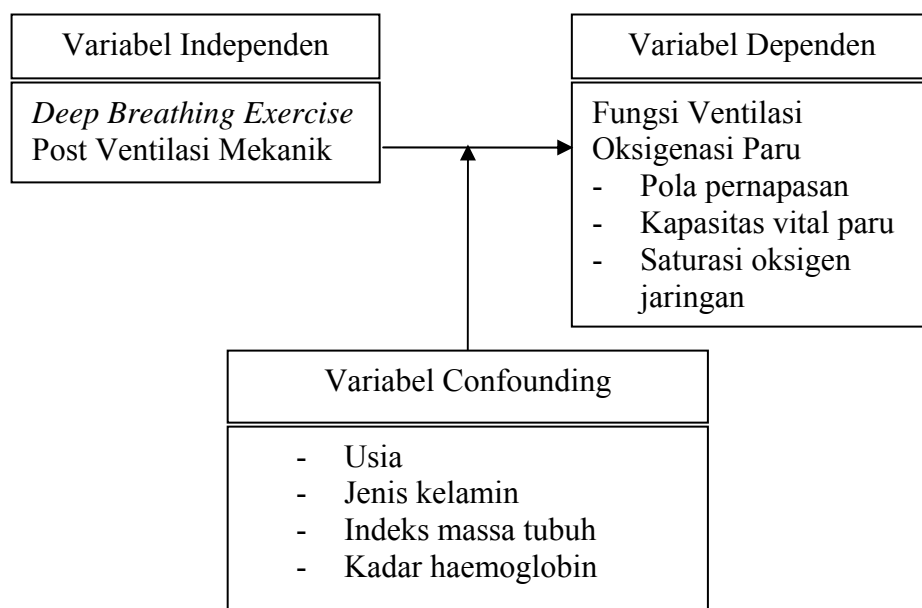 Variabel Independen
Deep Breathing Exercise
Post Ventilasi Mekanik
Variabel Dependen
Fungsi Ventilasi
Oksigenasi Paru
- Pola pernapasan
- Kapasitas vital paru
- Saturasi oksigen
jaringan
Variabel Confounding
- Usia
- Jenis kelamin
- Indeks massa tubuh
- Kadar haemoglobin